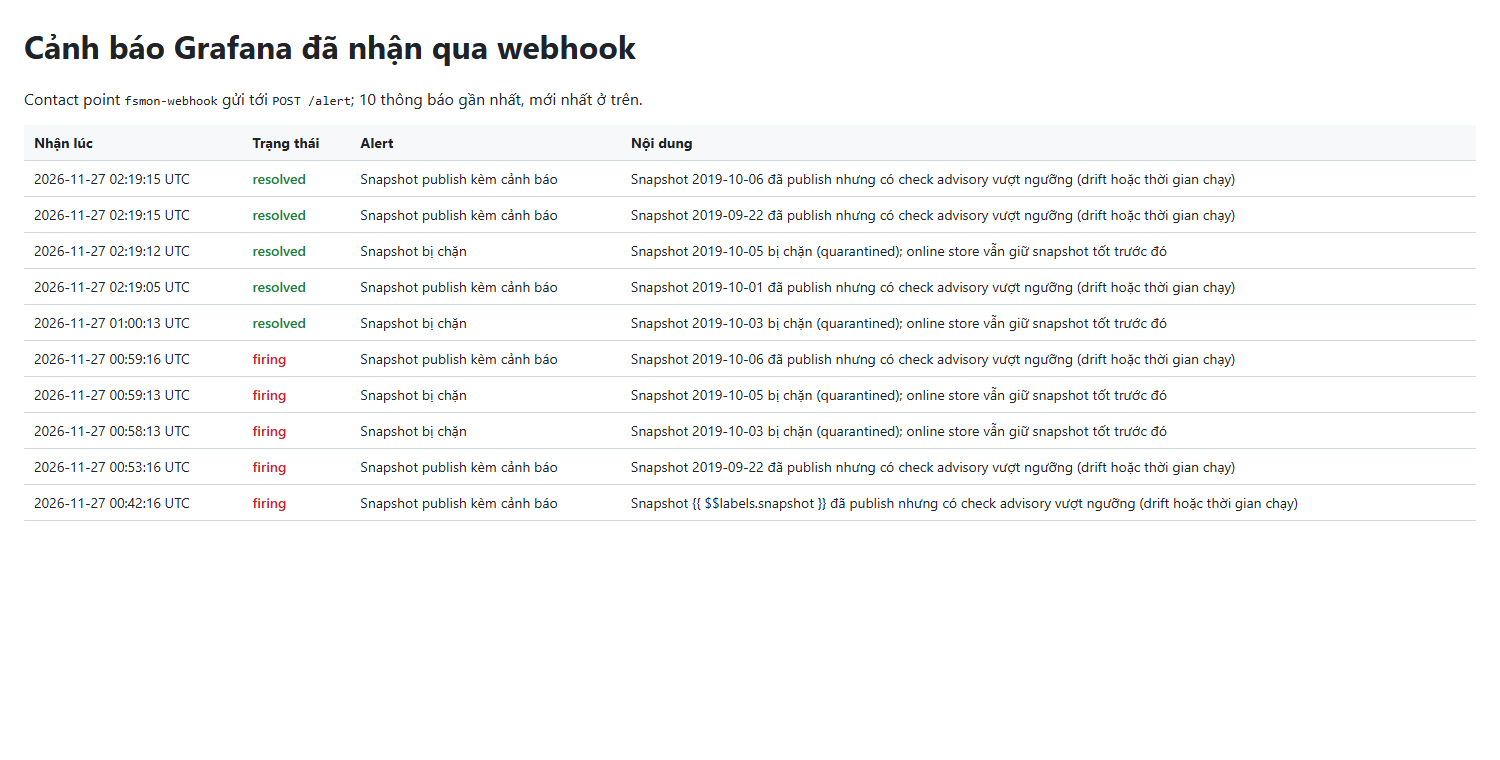 Cảnh báo Grafana đã nhận qua webhook
Contact point fsmon-webhook gửi tới POST /alert; 10 thông báo gần nhất, mới nhất ở trên.
Nhận lúc Trạng thái Alert Nội dung
2026-11-27 02:19:15 UTC resolved Snapshot publish kèm cảnh báo Snapshot 2019-10-06 đã publish nhưng có check advisory vượt ngưỡng (drift hoặc thời gian chạy)
2026-11-27 02:19:15 UTC resolved Snapshot publish kèm cảnh báo Snapshot 2019-09-22 đã publish nhưng có check advisory vượt ngưỡng (drift hoặc thời gian chạy)
2026-11-27 02:19:12 UTC resolved Snapshot bị chặn Snapshot 2019-10-05 bị chặn (quarantined); online store vẫn giữ snapshot tốt trước đó
2026-11-27 02:19:05 UTC resolved Snapshot publish kèm cảnh báo Snapshot 2019-10-01 đã publish nhưng có check advisory vượt ngưỡng (drift hoặc thời gian chạy)
2026-11-27 01:00:13 UTC resolved Snapshot bị chặn Snapshot 2019-10-03 bị chặn (quarantined); online store vẫn giữ snapshot tốt trước đó
2026-11-27 00:59:16 UTC firing Snapshot publish kèm cảnh báo Snapshot 2019-10-06 đã publish nhưng có check advisory vượt ngưỡng (drift hoặc thời gian chạy)
2026-11-27 00:59:13 UTC firing Snapshot bị chặn Snapshot 2019-10-05 bị chặn (quarantined); online store vẫn giữ snapshot tốt trước đó
2026-11-27 00:58:13 UTC firing Snapshot bị chặn Snapshot 2019-10-03 bị chặn (quarantined); online store vẫn giữ snapshot tốt trước đó
2026-11-27 00:53:16 UTC firing Snapshot publish kèm cảnh báo Snapshot 2019-09-22 đã publish nhưng có check advisory vượt ngưỡng (drift hoặc thời gian chạy)
2026-11-27 00:42:16 UTC firing Snapshot publish kèm cảnh báo Snapshot {{ $$labels.snapshot }} đã publish nhưng có check advisory vượt ngưỡng (drift hoặc thời gian chạy)